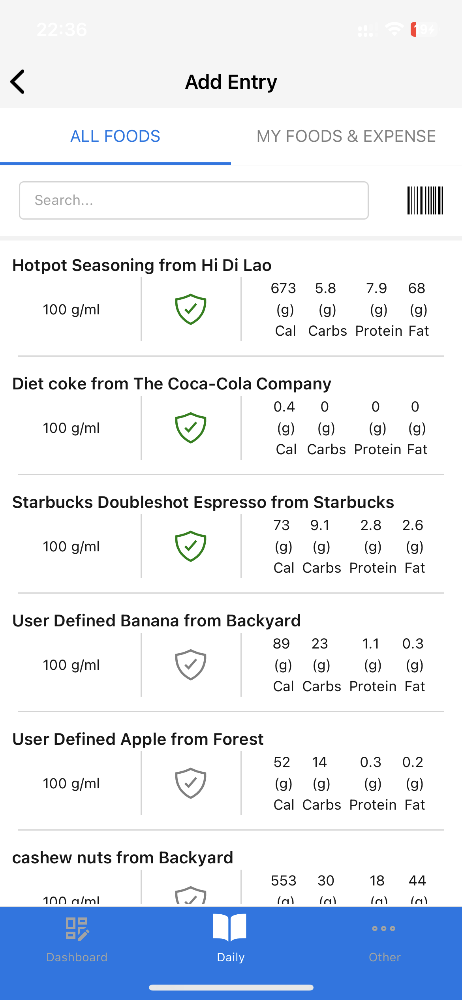 22:36
19
Add Entry
ALL FOODS MY FOODS & EXPENSE
Search...
Hotpot Seasoning from Hi Di Lao
673 5.8 7.9 68
100 g/ml (g) (g) (g) (g)
Cal Carbs Protein Fat
Diet coke from The Coca-Cola Company
0.4 0 0 0
100 g/ml (g) (g) (g) (g)
Cal Carbs Protein Fat
Starbucks Doubleshot Espresso from Starbucks
73 9.1 2.8 2.6
100 g/ml (g) (g) (g) (g)
Cal Carbs Protein Fat
User Defined Banana from Backyard
89 23 1.1 0.3
100 g/ml (g) (g) (g) (g)
Cal Carbs Protein Fat
User Defined Apple from Forest
52 14 0.3 0.2
100 g/ml (g) (g) (g) (g)
Cal Carbs Protein Fat
cashew nuts from Backyard
553 30 18 44
100 g/ml (g) (g) (g) (g)
Dashboard Daily Other